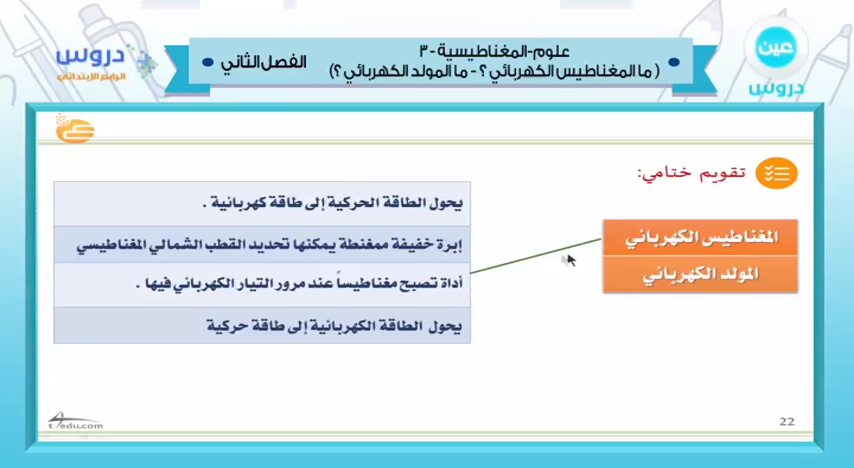 علوم-المغناطيسية-٣
( ما المغناطيس الكهربائي ؟ - ما المولد الكهربائي ؟)
الفصل الثاني
عين
دروس
دروس
الرابع الإبتدائي
تقويم ختامي:
المغناطيس الكهربائي
المولد الكهربائي
يحول الطاقة الحركية إلى طاقة كهربائية .
إبرة خفيفة ممغنطة يمكنها تحديد القطب الشمالي المغناطيسي
أداة تصبح مغناطيساً عند مرور التيار الكهربائي فيها .
يحول الطاقة الكهربائية إلى طاقة حركية
t4edu.com
22